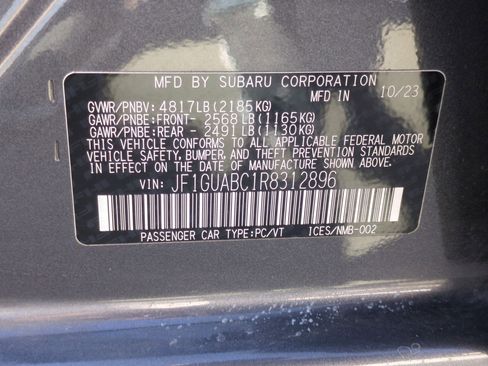 MFD BY SUBARU CORPORATION
MFD IN 10/23
GVWR/PNBV: 4817LB(2185KG)
GAWR/PNBE:FRONT- 2568LB(1165KG)
GAWR/PNBE:REAR - 2491LB(1130KG)
THIS VEHICLE CONFORMS TO ALL APPLICABLE FEDERAL MOTOR
VEHICLE SAFETY, BUMPER, AND THEFT PREVENTION STANDARDS
IN EFFECT ON THE DATE OF MANUFACTURE SHOWN ABOVE.
VIN: JF1GUABC1R8312896
PASSENGER CAR TYPE:PC/VT ICES/NMB-002